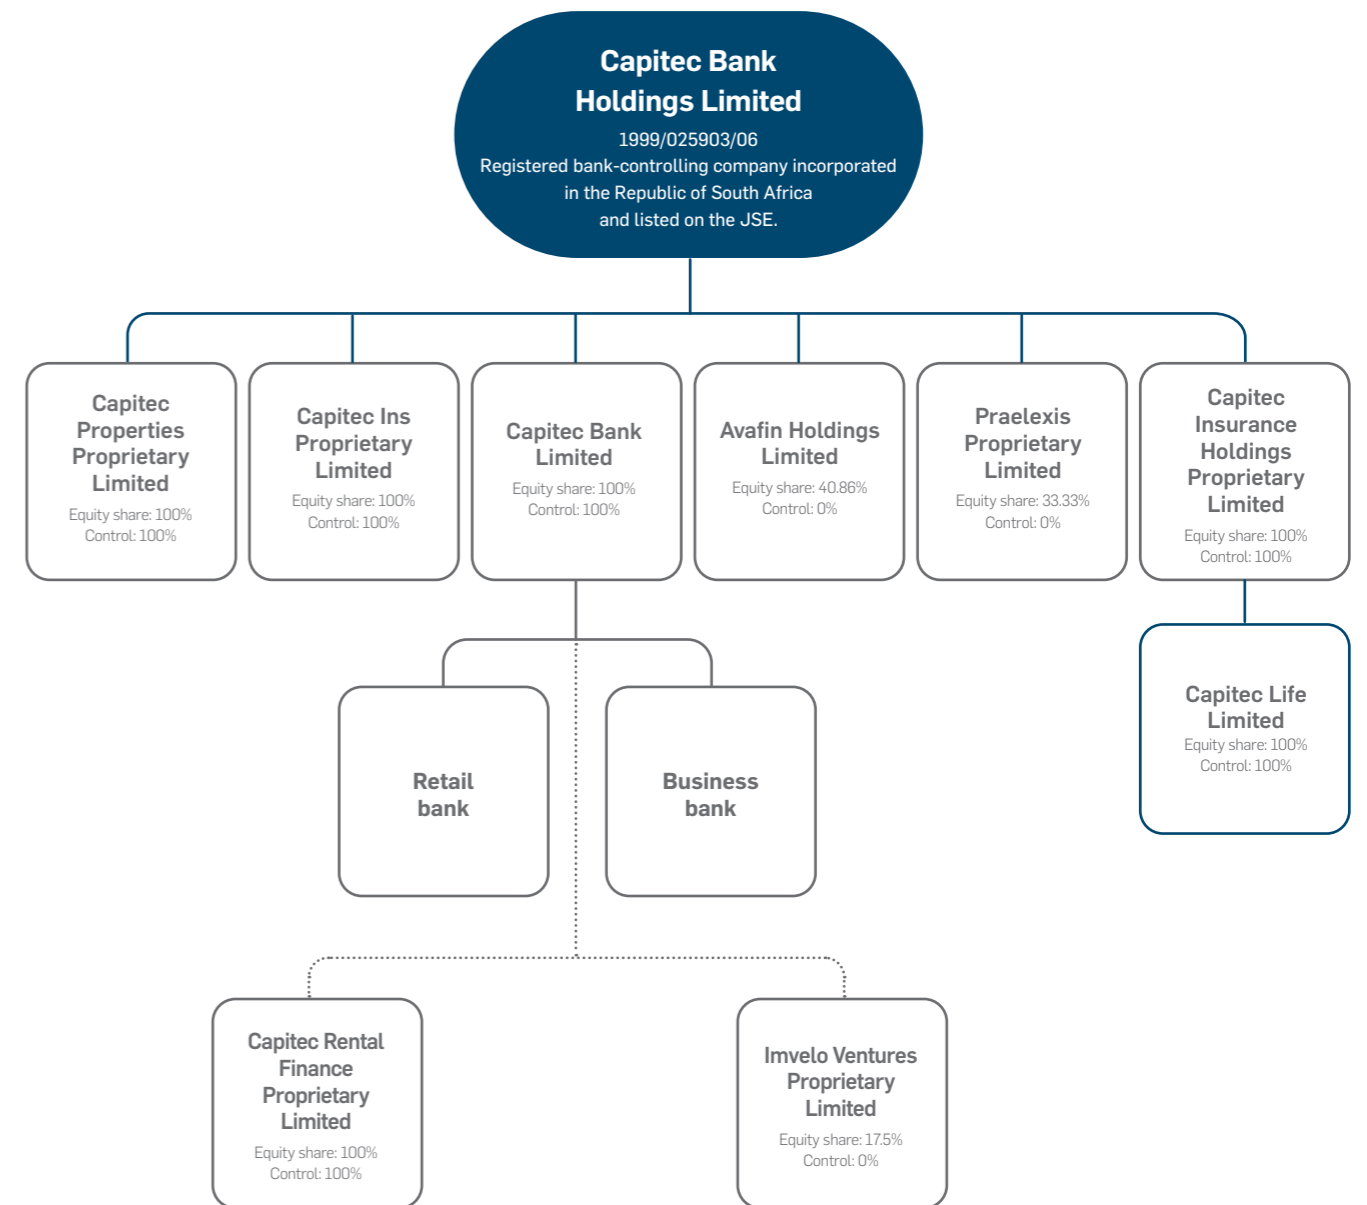 Capitec Bank
Holdings Limited
1999/025903/06
Registered bank-controlling company incorporated
in the Republic of South Africa
and listed on the JSE.
Capitec
Properties
Proprietary
Limited
Equity share: 100%
Control: 100%
Capitec Ins
Proprietary
Limited
Equity share: 100%
Control: 100%
Capitec Bank
Limited
Equity share: 100%
Control: 100%
Avafin Holdings
Limited
Equity share: 40.86%
Control: 0%
Praelexis
Proprietary
Limited
Equity share: 33.33%
Control: 0%
Capitec
Insurance
Holdings
Proprietary
Limited
Equity share: 100%
Control: 100%
Capitec Life
Limited
Equity share: 100%
Control: 100%
Retail
bank
Business
bank
Capitec Rental
Finance
Proprietary
Limited
Equity share: 100%
Control: 100%
Imvelo Ventures
Proprietary
Limited
Equity share: 17.5%
Control: 0%